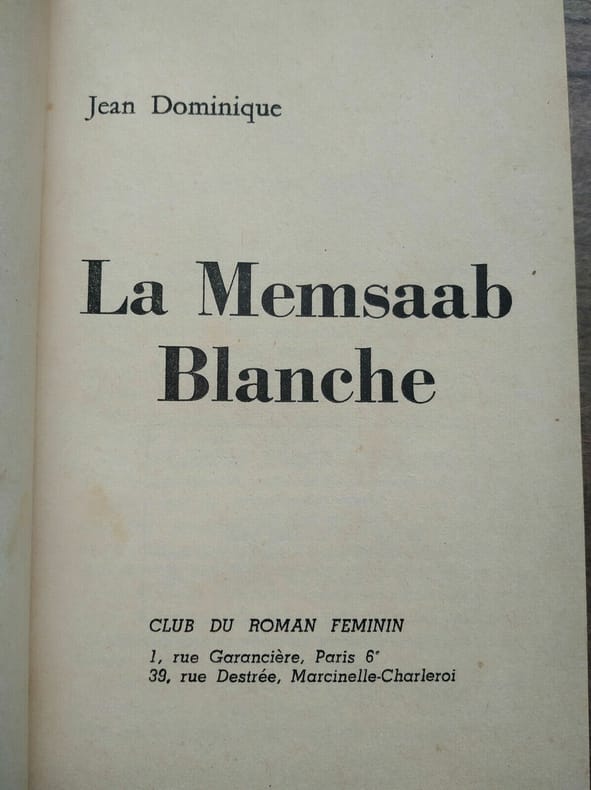 Jean Dominique
La Memsaab
Blanche
CLUB DU ROMAN FEMININ
1, rue Garancière, Paris 6ᵉ
39, rue Destrée, Marcinelle-Charleroi